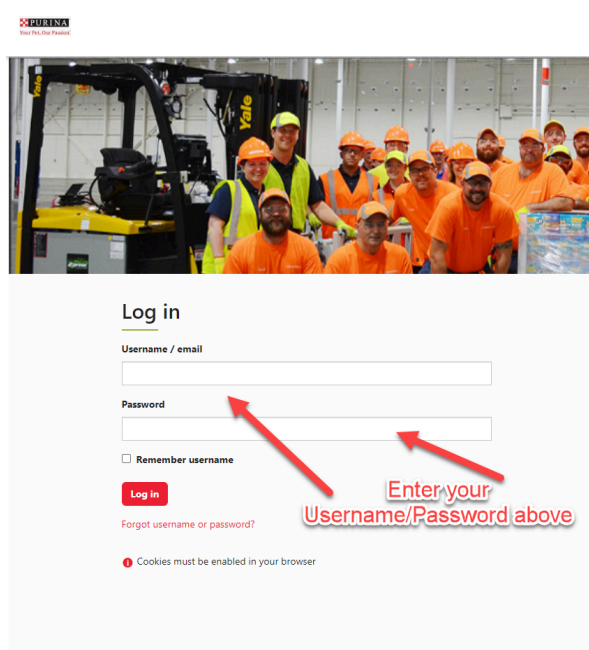 PURINA
Your Pet, Our Passion.
Yale
Yale
Log in
Username / email
Password
Remember username
Log in
Enter your
Username/Password above
Forgot username or password?
Cookies must be enabled in your browser